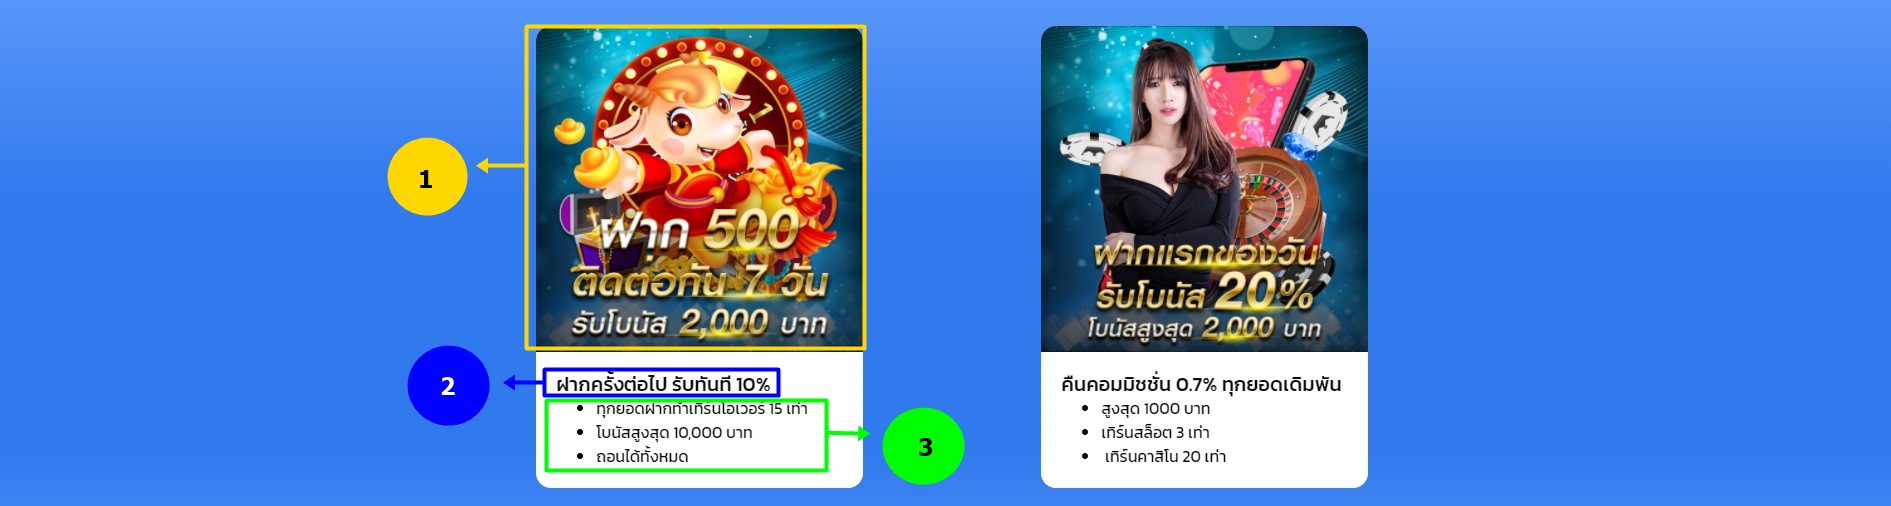 1
ฝาก 500
ติดต่อกัน 7 วัน
รับโบนัส 2,000 บาท
2
ฝากครั้งต่อไป รับทันที 10%
• ทุกยอดฝากทำเทิร์นโอเวอร์ 15 เท่า
• โบนัสสูงสุด 10,000 บาท
• ถอนได้ทั้งหมด
3
ฝากแรกของวัน
รับโบนัส 20%
โบนัสสูงสุด 2,000 บาท
คืนคอมมิชชั่น 0.7% ทุกยอดเดิมพัน
• สูงสุด 1000 บาท
• เทิร์นสล็อต 3 เท่า
• เทิร์นคาสิโน 20 เท่า